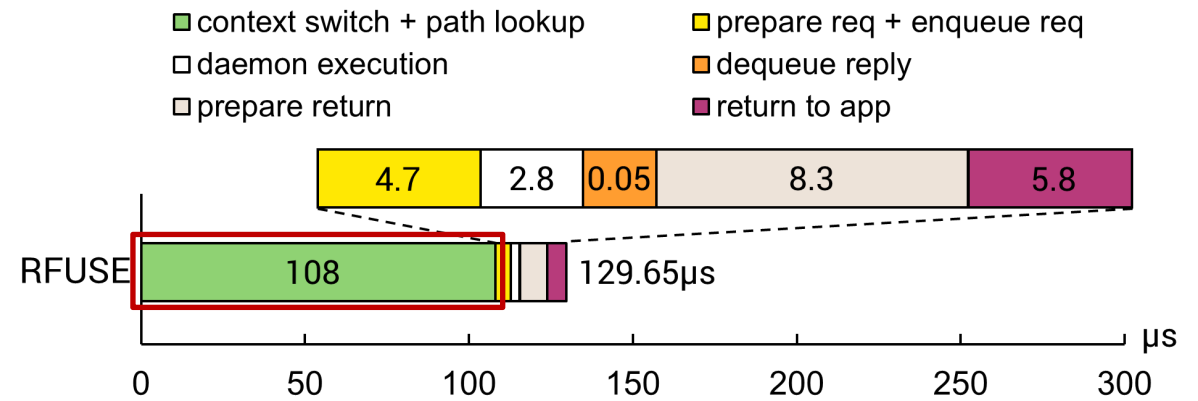 context switch + path lookup
prepare req + enqueue req
daemon execution
dequeue reply
prepare return
return to app
4.7
2.8
0.05
8.3
5.8
RFUSE
108
129.65μs
μs
0
50
100
150
200
250
300